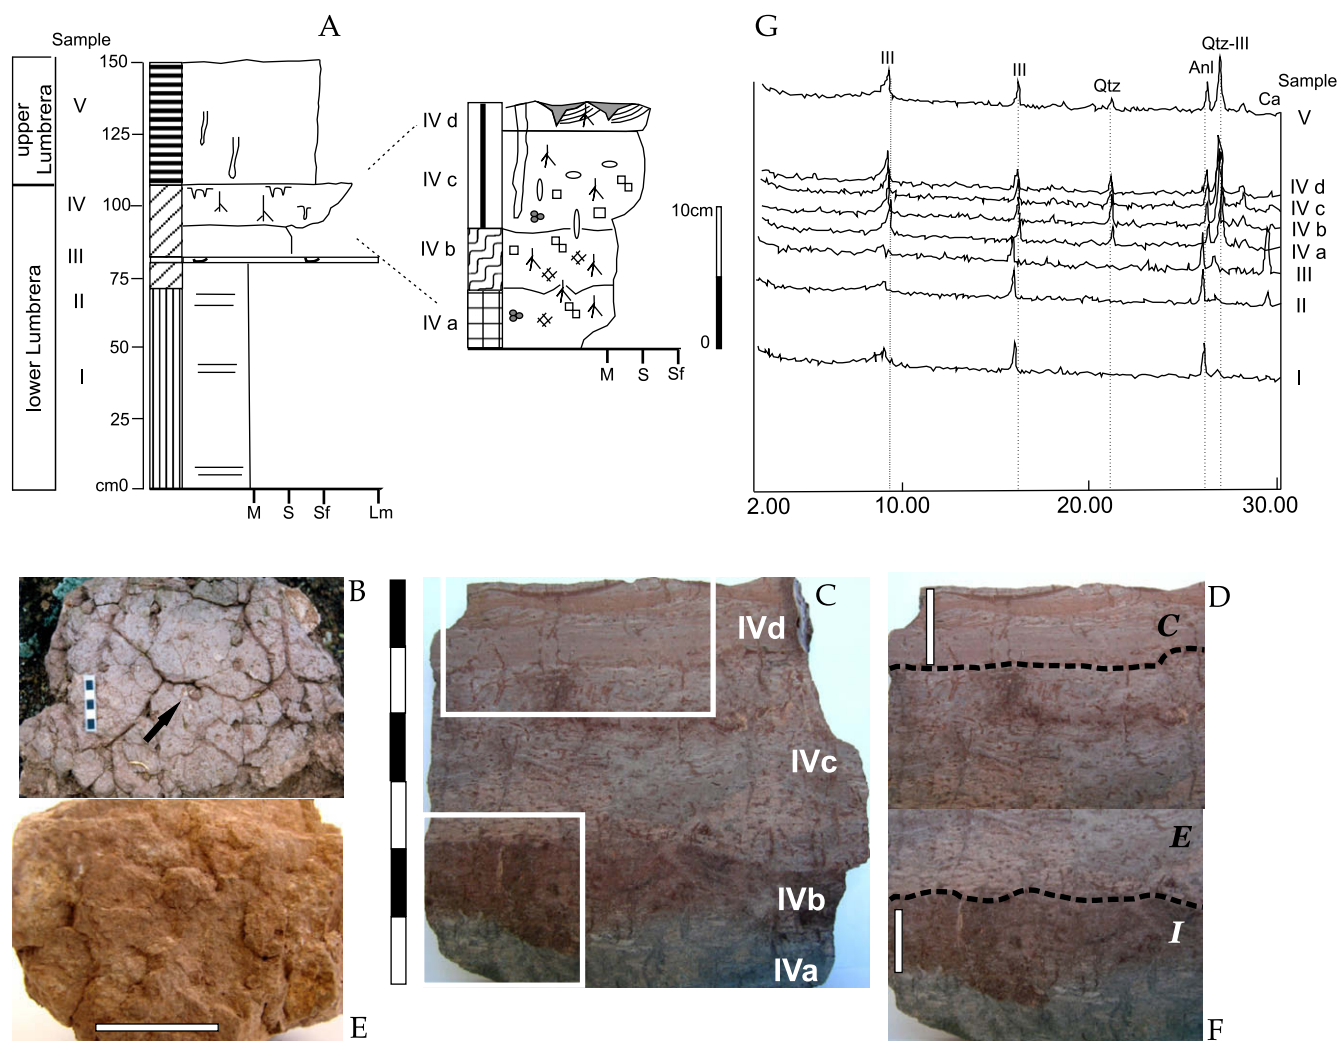 A
Sample
150
V
125
IV
100
III
75
II
50
I
25
cm0
upper Lumbrera
lower Lumbrera
M S Sf Lm
IV d
IV c
IV b
IV a
10cm
0
M S Sf
G
III III Qtz Anl Qtz-III Ca
Sample
V
IV d
IV c
IV b
IV a
III
II
I
2.00 10.00 20.00 30.00
B
C
IVd
IVc
IVb
IVa
D
C
E
I
E
F